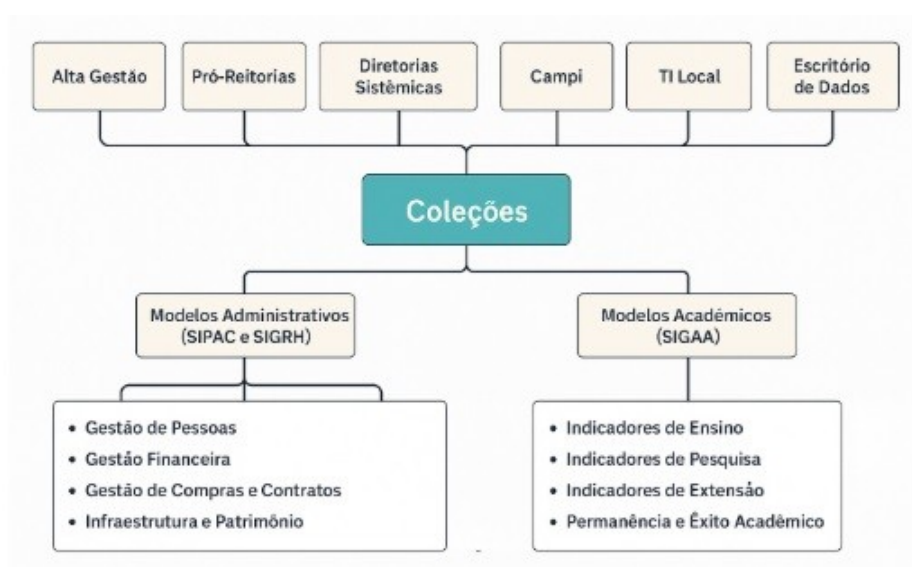 Alta Gestão
Pró-Reitorias
Diretorias
Sistêmicas
Campi
TI Local
Escritório
de Dados
Coleções
Modelos Administrativos
(SIPAC e SIGRH)
Modelos Académicos
(SIGAA)
• Gestão de Pessoas
• Gestão Financeira
• Gestão de Compras e Contratos
• Infraestrutura e Patrimônio
• Indicadores de Ensino
• Indicadores de Pesquisa
• Indicadores de Extensão
• Permanência e Êxito Acadêmico